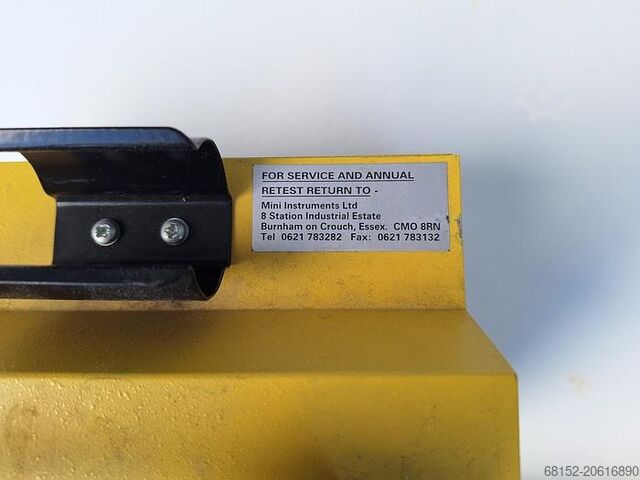 FOR SERVICE AND ANNUAL
RETEST RETURN TO -
Mini Instruments Ltd
8 Station Industrial Estate
Burnham on Crouch, Essex. CMO 8RN
Tel 0621 783282 Fax: 0621 783132
68152-20616890